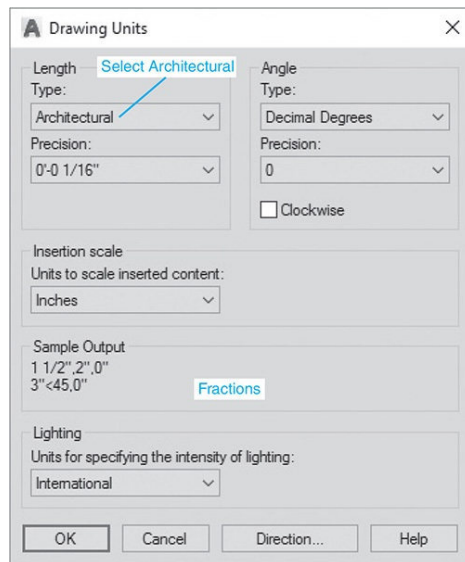 Drawing Units
Length
Select Architectural
Type:
Architectural
Precision:
0'-0 1/16"
Angle
Type:
Decimal Degrees
Precision:
0
Clockwise
Insertion scale
Units to scale inserted content:
Inches
Sample Output
1 1/2",2",0"
3"<45,0"
Fractions
Lighting
Units for specifying the intensity of lighting:
International
OK Cancel Direction... Help